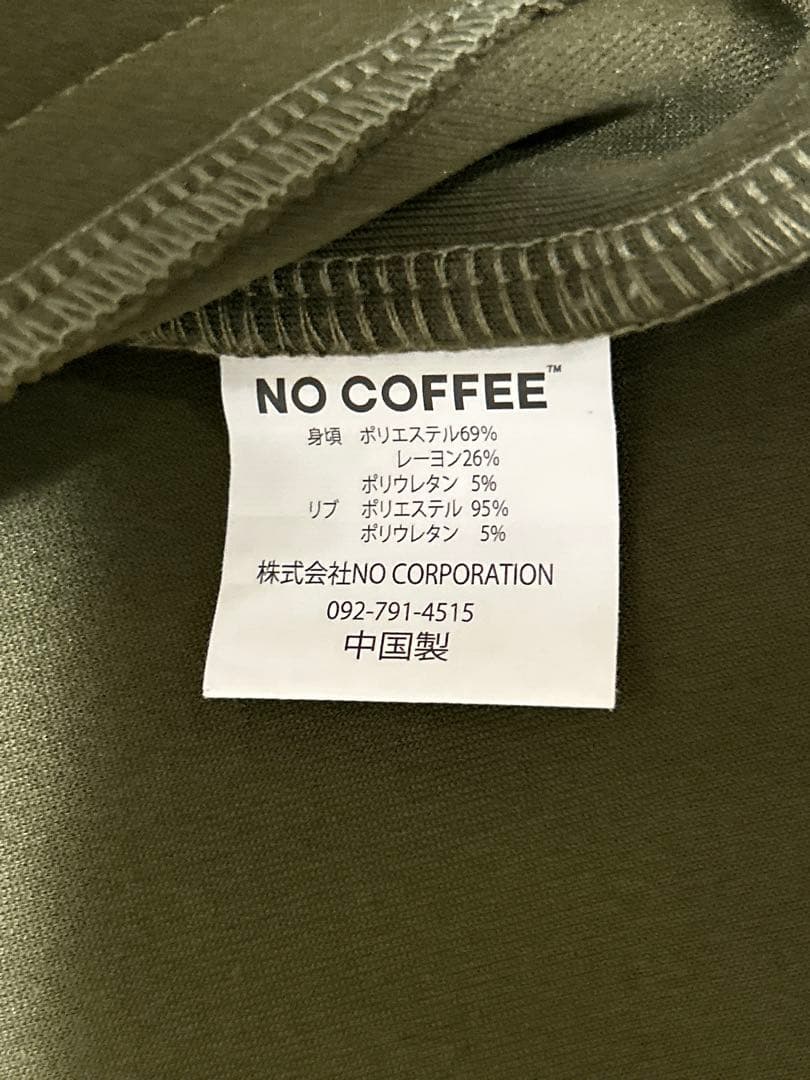 NO COFFEE™
身頃 ポリエステル69%
レーヨン26%
ポリウレタン 5%
リブ ポリエステル 95%
ポリウレタン 5%
株式会社NO CORPORATION
092-791-4515
中国製